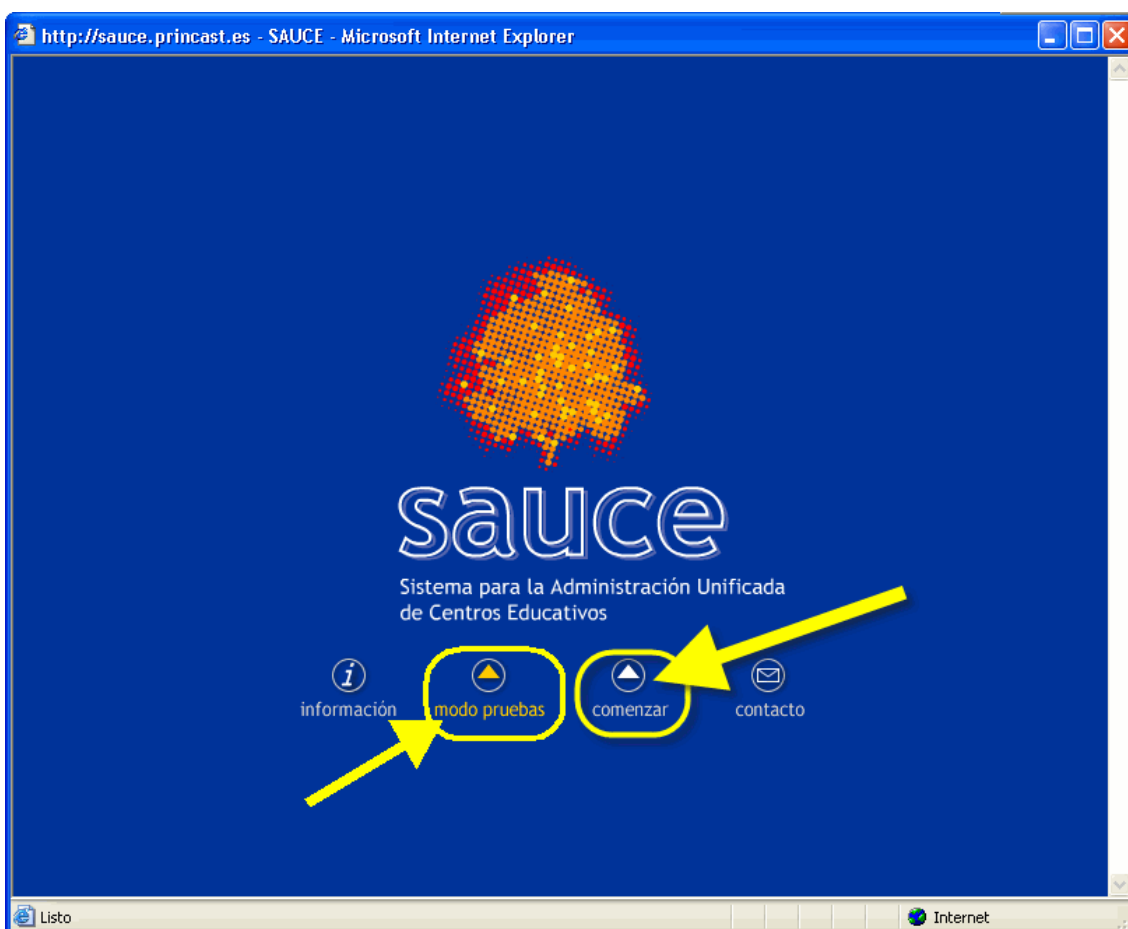 http://sauce.princast.es - SAUCE - Microsoft Internet Explorer
sauce
Sistema para la Administración Unificada
de Centros Educativos
información modo pruebas comenzar contacto
Listo Internet